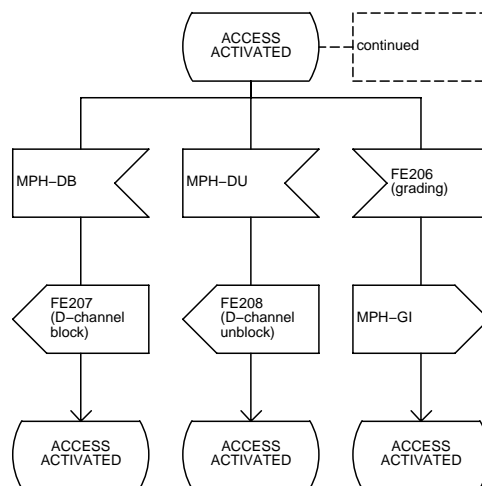 ACCESS
ACTIVATED
continued
MPH−DB
MPH−DU
FE206
(grading)
FE207
(D−channel
block)
FE208
(D−channel
unblock)
MPH−GI
ACCESS
ACTIVATED
ACCESS
ACTIVATED
ACCESS
ACTIVATED